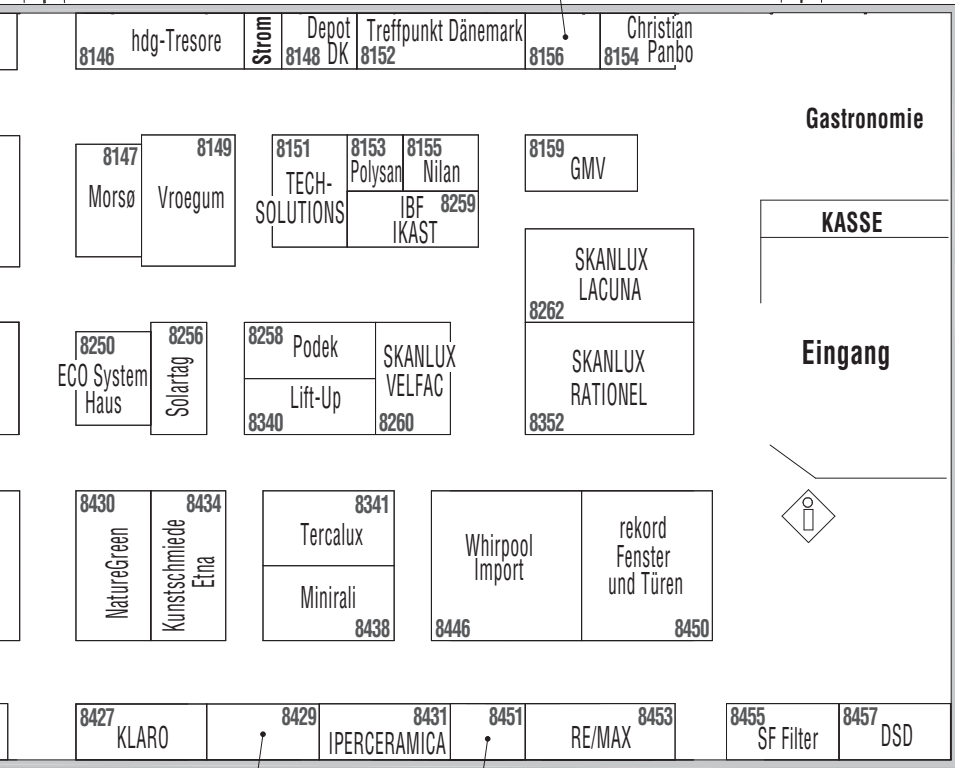 8146 hdg-Tresore
Strom
Depot
8148 DK
Treffpunkt Dänemark
8152
8156
Christian
8154 Panbo
Gastronomie
8147
Morsø
8149
Vroegum
8151
TECH-
SOLUTIONS
8153
Polysan
8155
Nilan
IBF 8259
IKAST
8159
GMV
KASSE
SKANLUX
LACUNA
8262
Eingang
8250
ECO System
Haus
8256
Solartag
8258 Podek
Lift-Up
8340
SKANLUX
VELFAC
8260
SKANLUX
RATIONEL
8352
8430
NatureGreen
8434
Kunstschmiede
Etna
8341
Tercalux
Minirali
8438
Whirpool
Import
8446
rekord
Fenster
und Türen
8450
i
8427
KLARO
8429
8431
IPERCERAMICA
8451
8453
RE/MAX
8455
SF Filter
8457
DSD